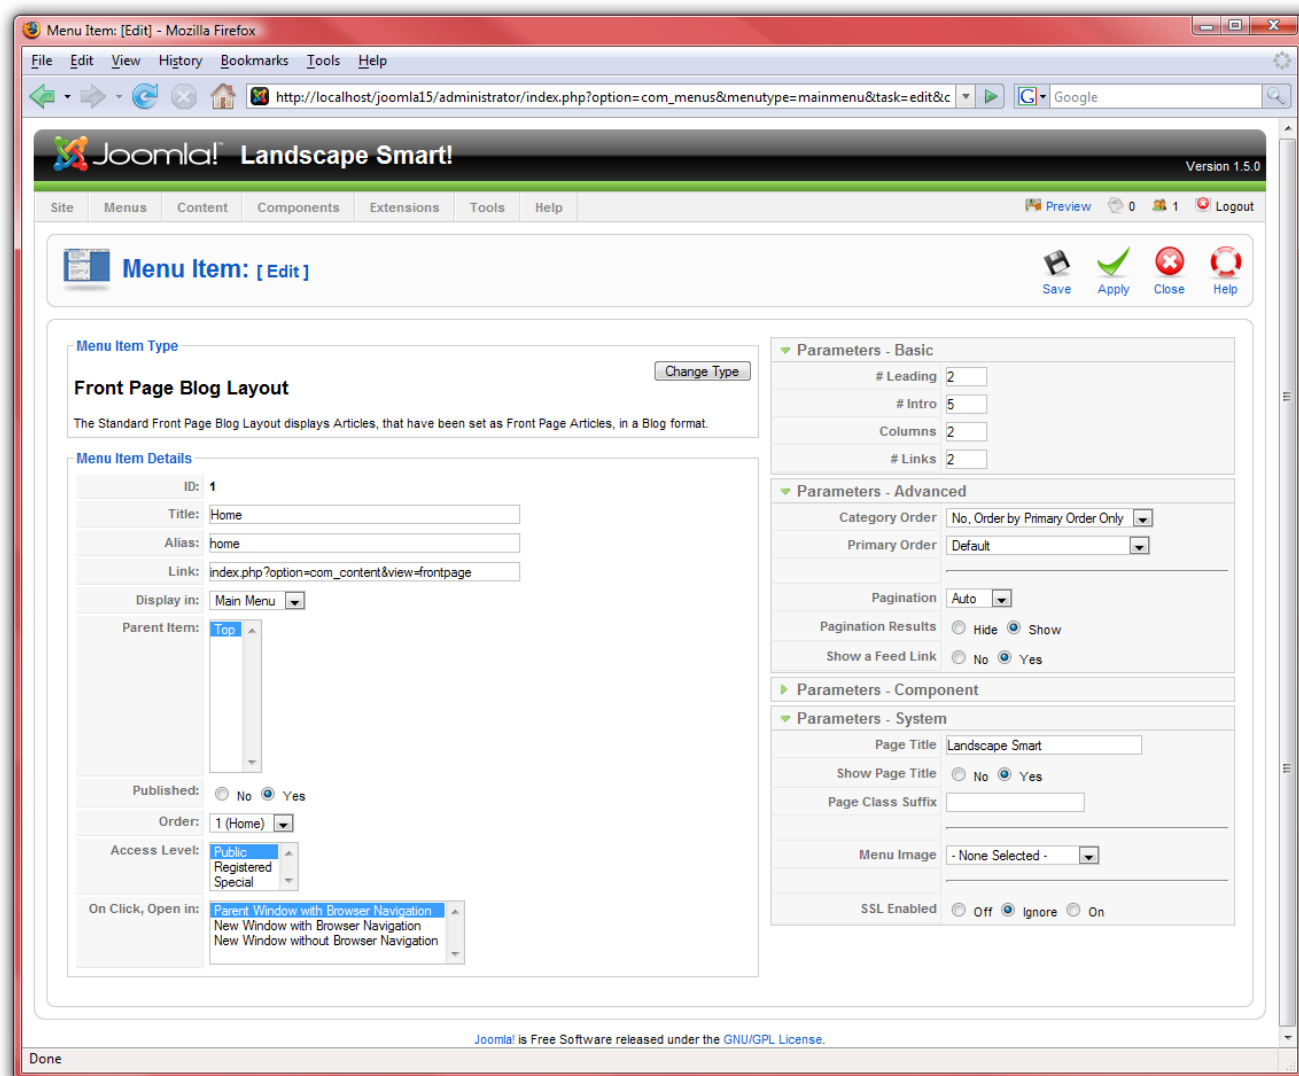 Menu Item: [Edit] - Mozilla Firefox
File Edit View History Bookmarks Tools Help
http://localhost/joomla15/administrator/index.php?option=com_menus&menutype=mainmenu&task=edit&c
G Google
Joomla! Landscape Smart!
Version 1.5.0
Site Menus Content Components Extensions Tools Help
Preview 0 1 Logout
Menu Item: [ Edit ]
Save Apply Close Help
Menu Item Type
Change Type
Front Page Blog Layout
The Standard Front Page Blog Layout displays Articles, that have been set as Front Page Articles, in a Blog format.
Menu Item Details
ID: 1
Title: Home
Alias: home
Link: index.php?option=com_content&view=frontpage
Display in: Main Menu
Parent Item: Top
Published: No Yes
Order: 1 (Home)
Access Level: Public
Registered
Special
On Click, Open in: Parent Window with Browser Navigation
New Window with Browser Navigation
New Window without Browser Navigation
Parameters - Basic
# Leading 2
# Intro 5
Columns 2
# Links 2
Parameters - Advanced
Category Order No, Order by Primary Order Only
Primary Order Default
Pagination Auto
Pagination Results Hide Show
Show a Feed Link No Yes
Parameters - Component
Parameters - System
Page Title Landscape Smart
Show Page Title No Yes
Page Class Suffix
Menu Image - None Selected -
SSL Enabled Off Ignore On
Joomla! is Free Software released under the GNU/GPL License.
Done